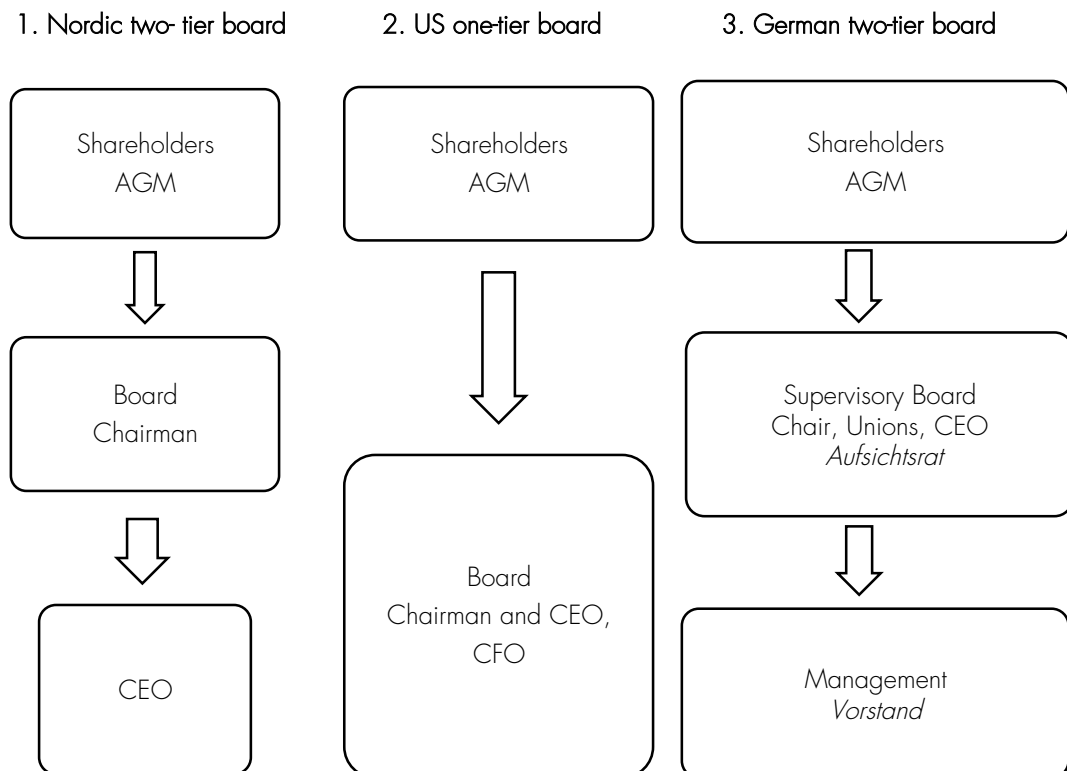 1. Nordic two- tier board
Shareholders
AGM
Board
Chairman
CEO
2. US one-tier board
Shareholders
AGM
Board
Chairman and CEO,
CFO
3. German two-tier board
Shareholders
AGM
Supervisory Board
Chair, Unions, CEO
Aufsichtsrat
Management
Vorstand